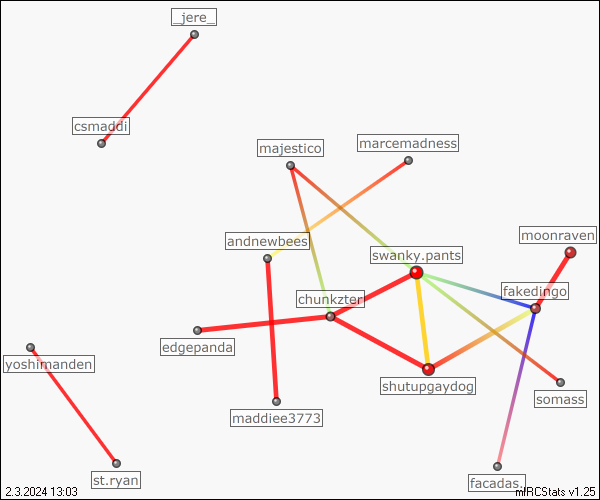 _jere_
csmaddi
marcemadness
majestico
moonraven
andnewbees
swanky.pants
fakedingo
chunkzter
edgepanda
yoshimanden
shutupgaydog
somass
maddiee3773
st.ryan
facadas.
2.3.2024 13:03
mIRCStats v1.25